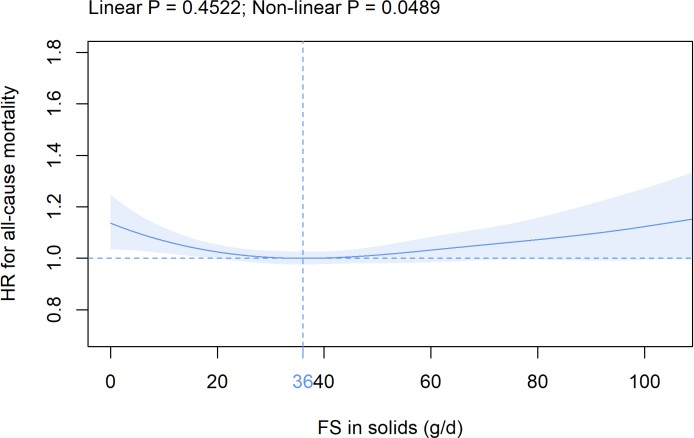 Linear P = 0.4522; Non-linear P = 0.0489
HR for all-cause mortality
1.8
1.6
1.4
1.2
1.0
0.8
0 20 36 40 60 80 100
FS in solids (g/d)